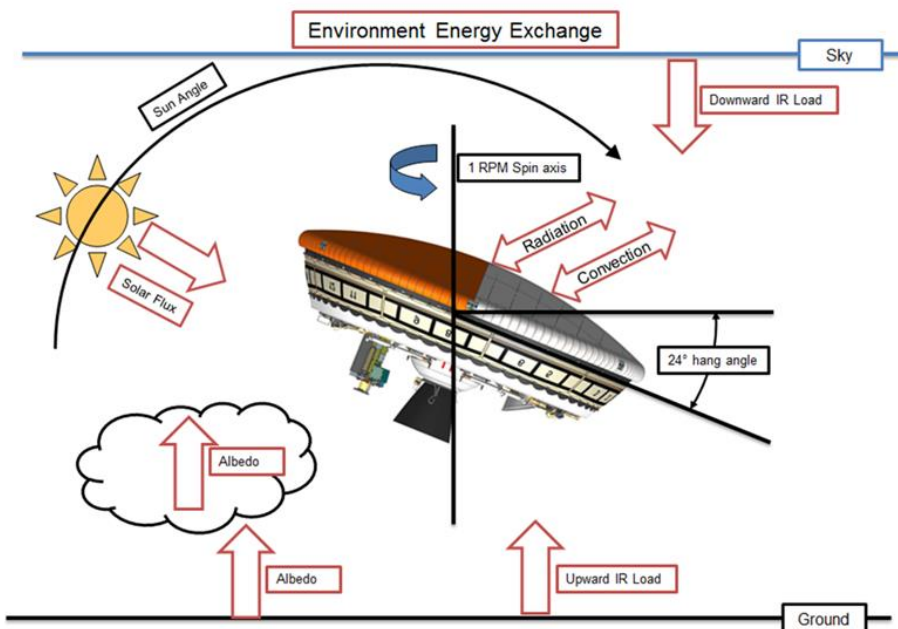 Environment Energy Exchange
Sky
Sun Angle
Downward IR Load
1 RPM Spin axis
Radiation
Convection
Solar Flux
24° hang angle
Albedo
Albedo
Upward IR Load
Ground